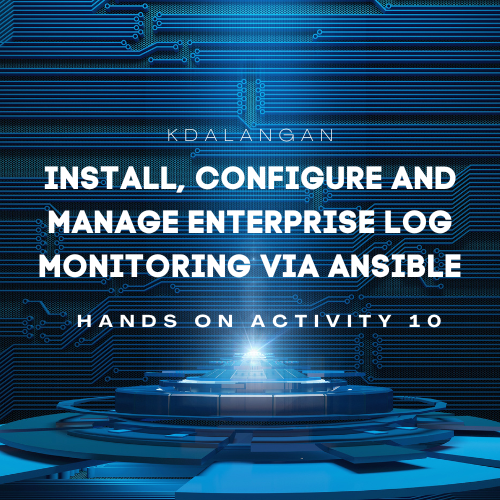 KDALANGAN
INSTALL, CONFIGURE AND
MANAGE ENTERPRISE LOG
MONITORING VIA ANSIBLE
HANDS ON ACTIVITY 10